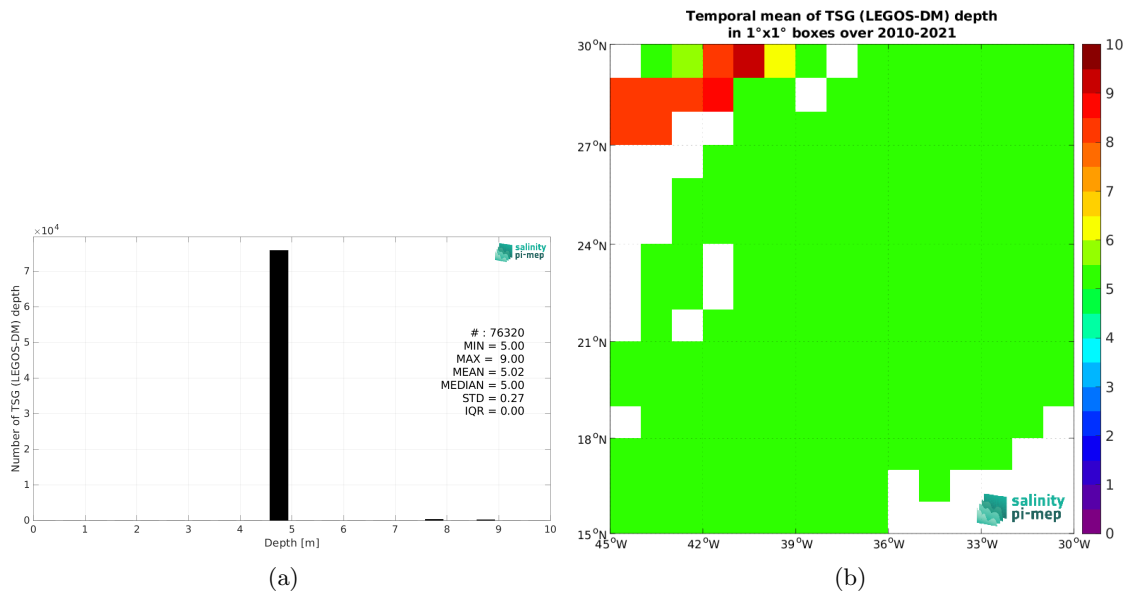 ×10⁴
7
6
5
4
3
2
1
0
Number of TSG (LEGOS-DM) depth
salinity
pi-mep
# : 76320
MIN = 5.00
MAX = 9.00
MEAN = 5.02
MEDIAN = 5.00
STD = 0.27
IQR = 0.00
0 1 2 3 4 5 6 7 8 9 10
Depth [m]
(a)
Temporal mean of TSG (LEGOS-DM) depth
in 1°x1° boxes over 2010-2021
30°N
27°N
24°N
21°N
18°N
15°N
45°W 42°W 39°W 36°W 33°W 30°W
salinity
pi-mep
10
9
8
7
6
5
4
3
2
1
0
(b)